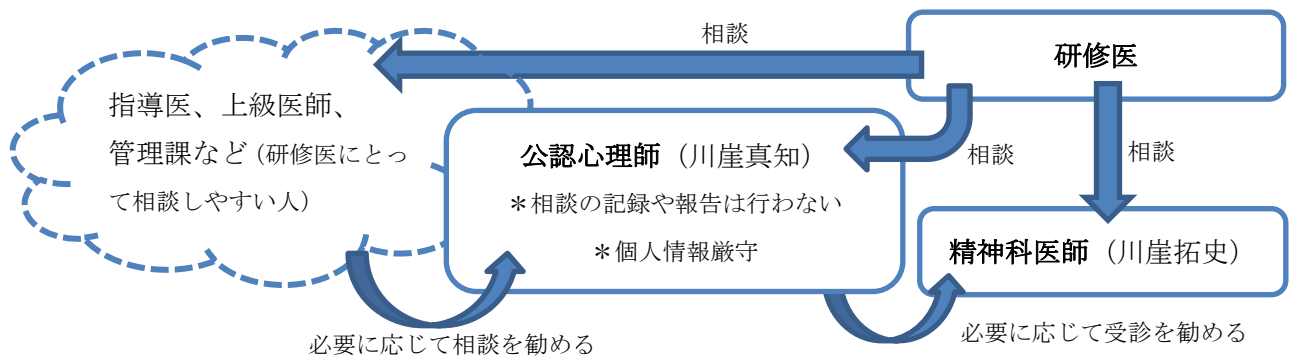 相談
研修医
指導医、上級医師、
管理課など（研修医にとっ
て相談しやすい人）
公認心理師（川崖真知）
＊相談の記録や報告は行わない
＊個人情報厳守
相談
相談
精神科医師（川崖拓史）
必要に応じて相談を勧める
必要に応じて受診を勧める